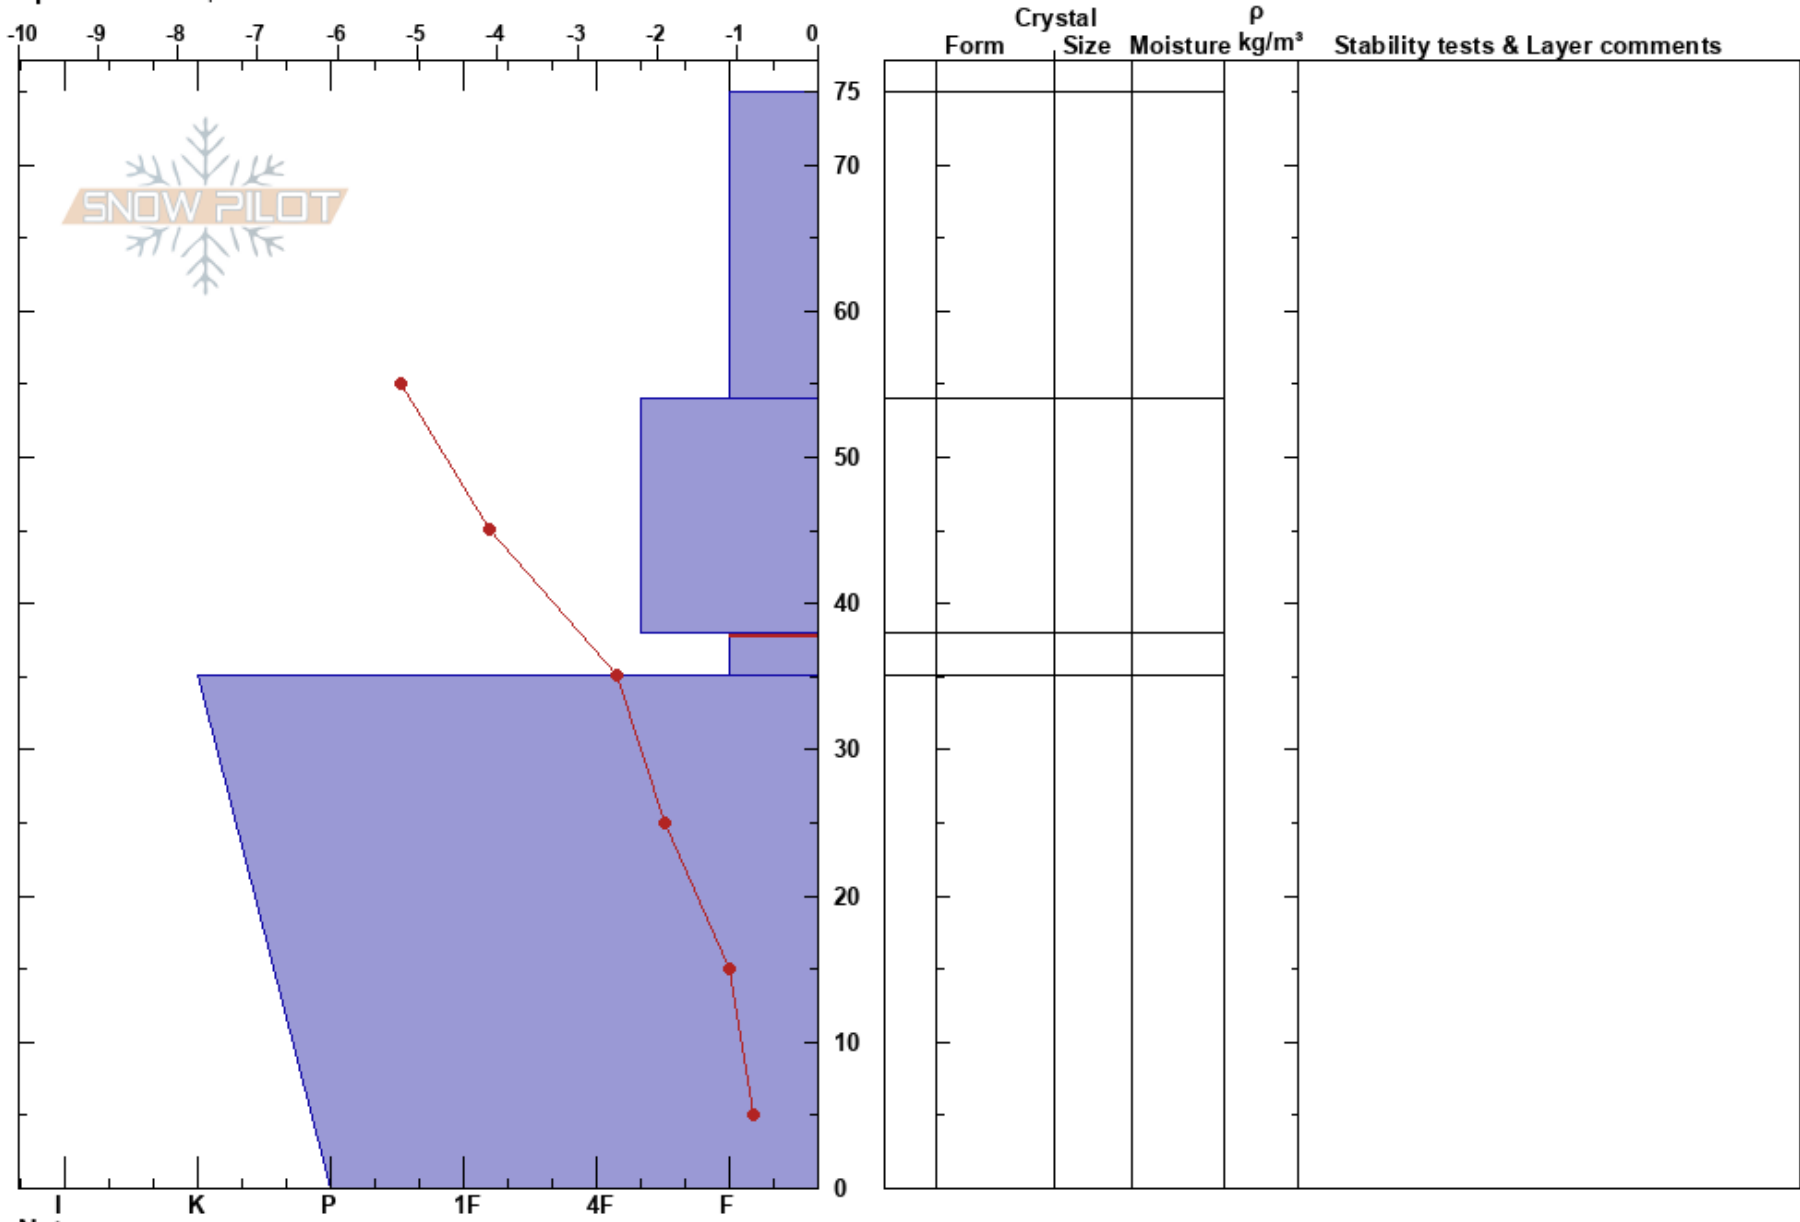 -10 -9 -8 -7 -6 -5 -4 -3 -2 -1 0
Crystal ρ
Form Size Moisture kg/m³ Stability tests & Layer comments
75
70
SNOW PILOT
60
50
40
30
20
10
0
I K P 1F 4F F